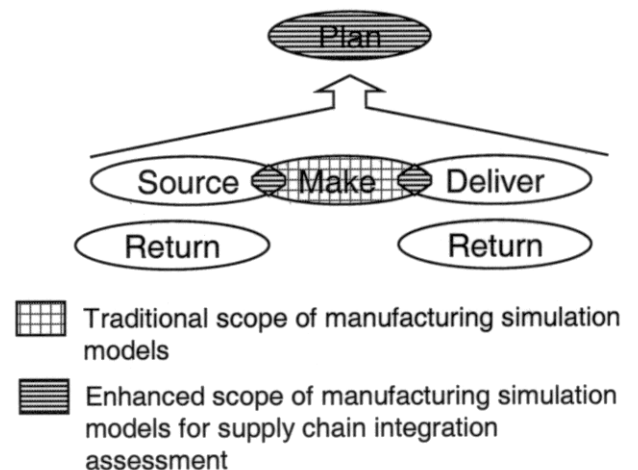 Plan
Source Make Deliver
Return Return
Traditional scope of manufacturing simulation
models
Enhanced scope of manufacturing simulation
models for supply chain integration
assessment